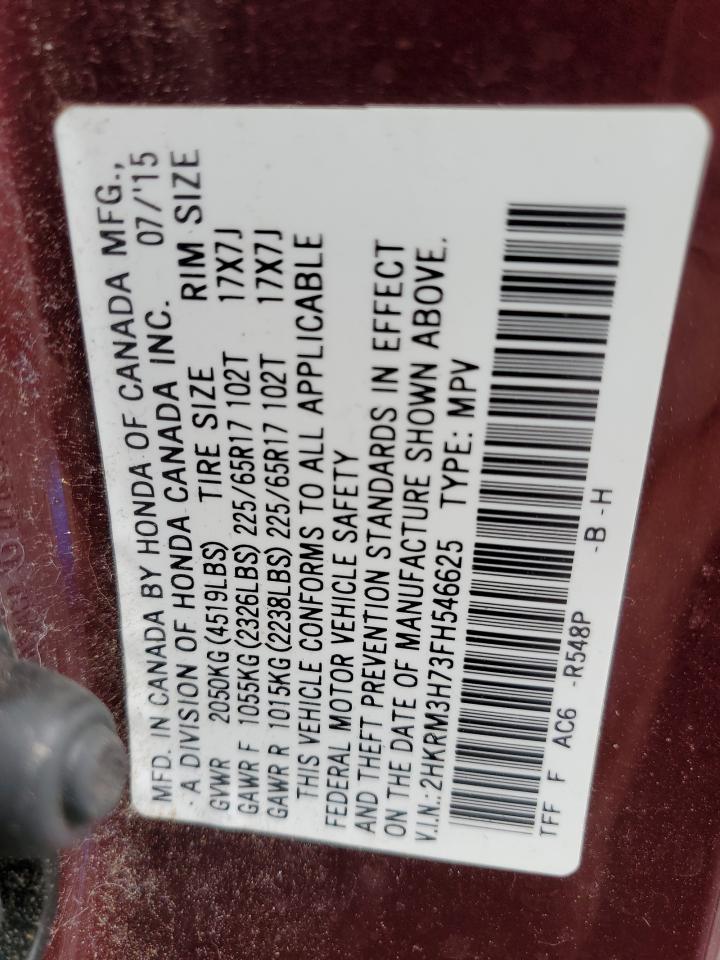 MFD. IN CANADA BY HONDA OF CANADA MFG.,
A DIVISION OF HONDA CANADA INC. 07/'15
GVWR 2050KG(4519LBS) TIRE SIZE RIM SIZE
GAWR F 1055KG(2326LBS) 225/65R17 102T 17X7J
GAWR R 1015KG(2238LBS) 225/65R17 102T 17X7J
THIS VEHICLE CONFORMS TO ALL APPLICABLE
FEDERAL MOTOR VEHICLE SAFETY
AND THEFT PREVENTION STANDARDS IN EFFECT
ON THE DATE OF MANUFACTURE SHOWN ABOVE.
V.I.N.:2HKRM3H73FH546625 TYPE: MPV
TFF F AC6 -R548P -B -H